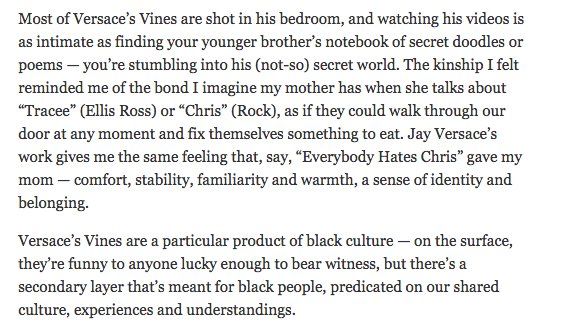 Most of Versace’s Vines are shot in his bedroom, and watching his videos is
as intimate as finding your younger brother’s notebook of secret doodles or
poems — you’re stumbling into his (not-so) secret world. The kinship I felt
reminded me of the bond I imagine my mother has when she talks about
“Tracee” (Ellis Ross) or “Chris” (Rock), as if they could walk through our
door at any moment and fix themselves something to eat. Jay Versace’s
work gives me the same feeling that, say, “Everybody Hates Chris” gave my
mom — comfort, stability, familiarity and warmth, a sense of identity and
belonging.
Versace’s Vines are a particular product of black culture — on the surface,
they’re funny to anyone lucky enough to bear witness, but there’s a
secondary layer that’s meant for black people, predicated on our shared
culture, experiences and understandings.